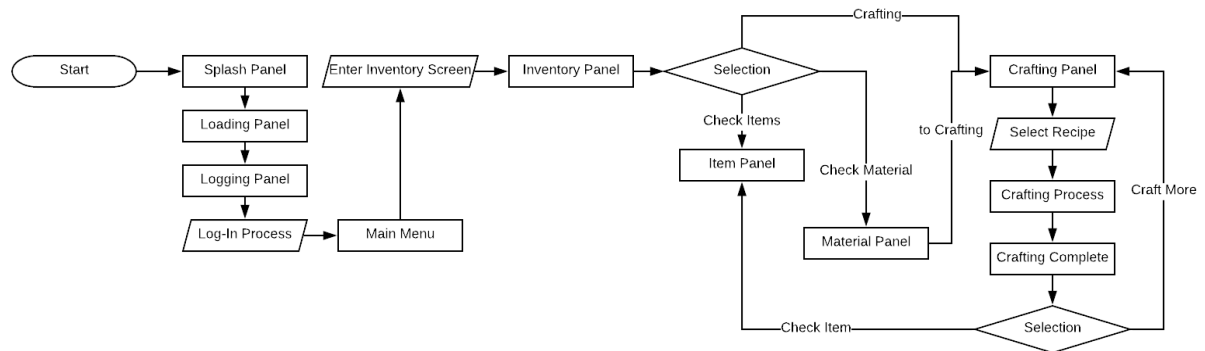 Crafting
Start
Splash Panel
Enter Inventory Screen
Inventory Panel
Selection
Crafting Panel
Loading Panel
Check Items
to Crafting
Select Recipe
Item Panel
Logging Panel
Check Material
Crafting Process
Craft More
Log-In Process
Main Menu
Material Panel
Crafting Complete
Check Item
Selection